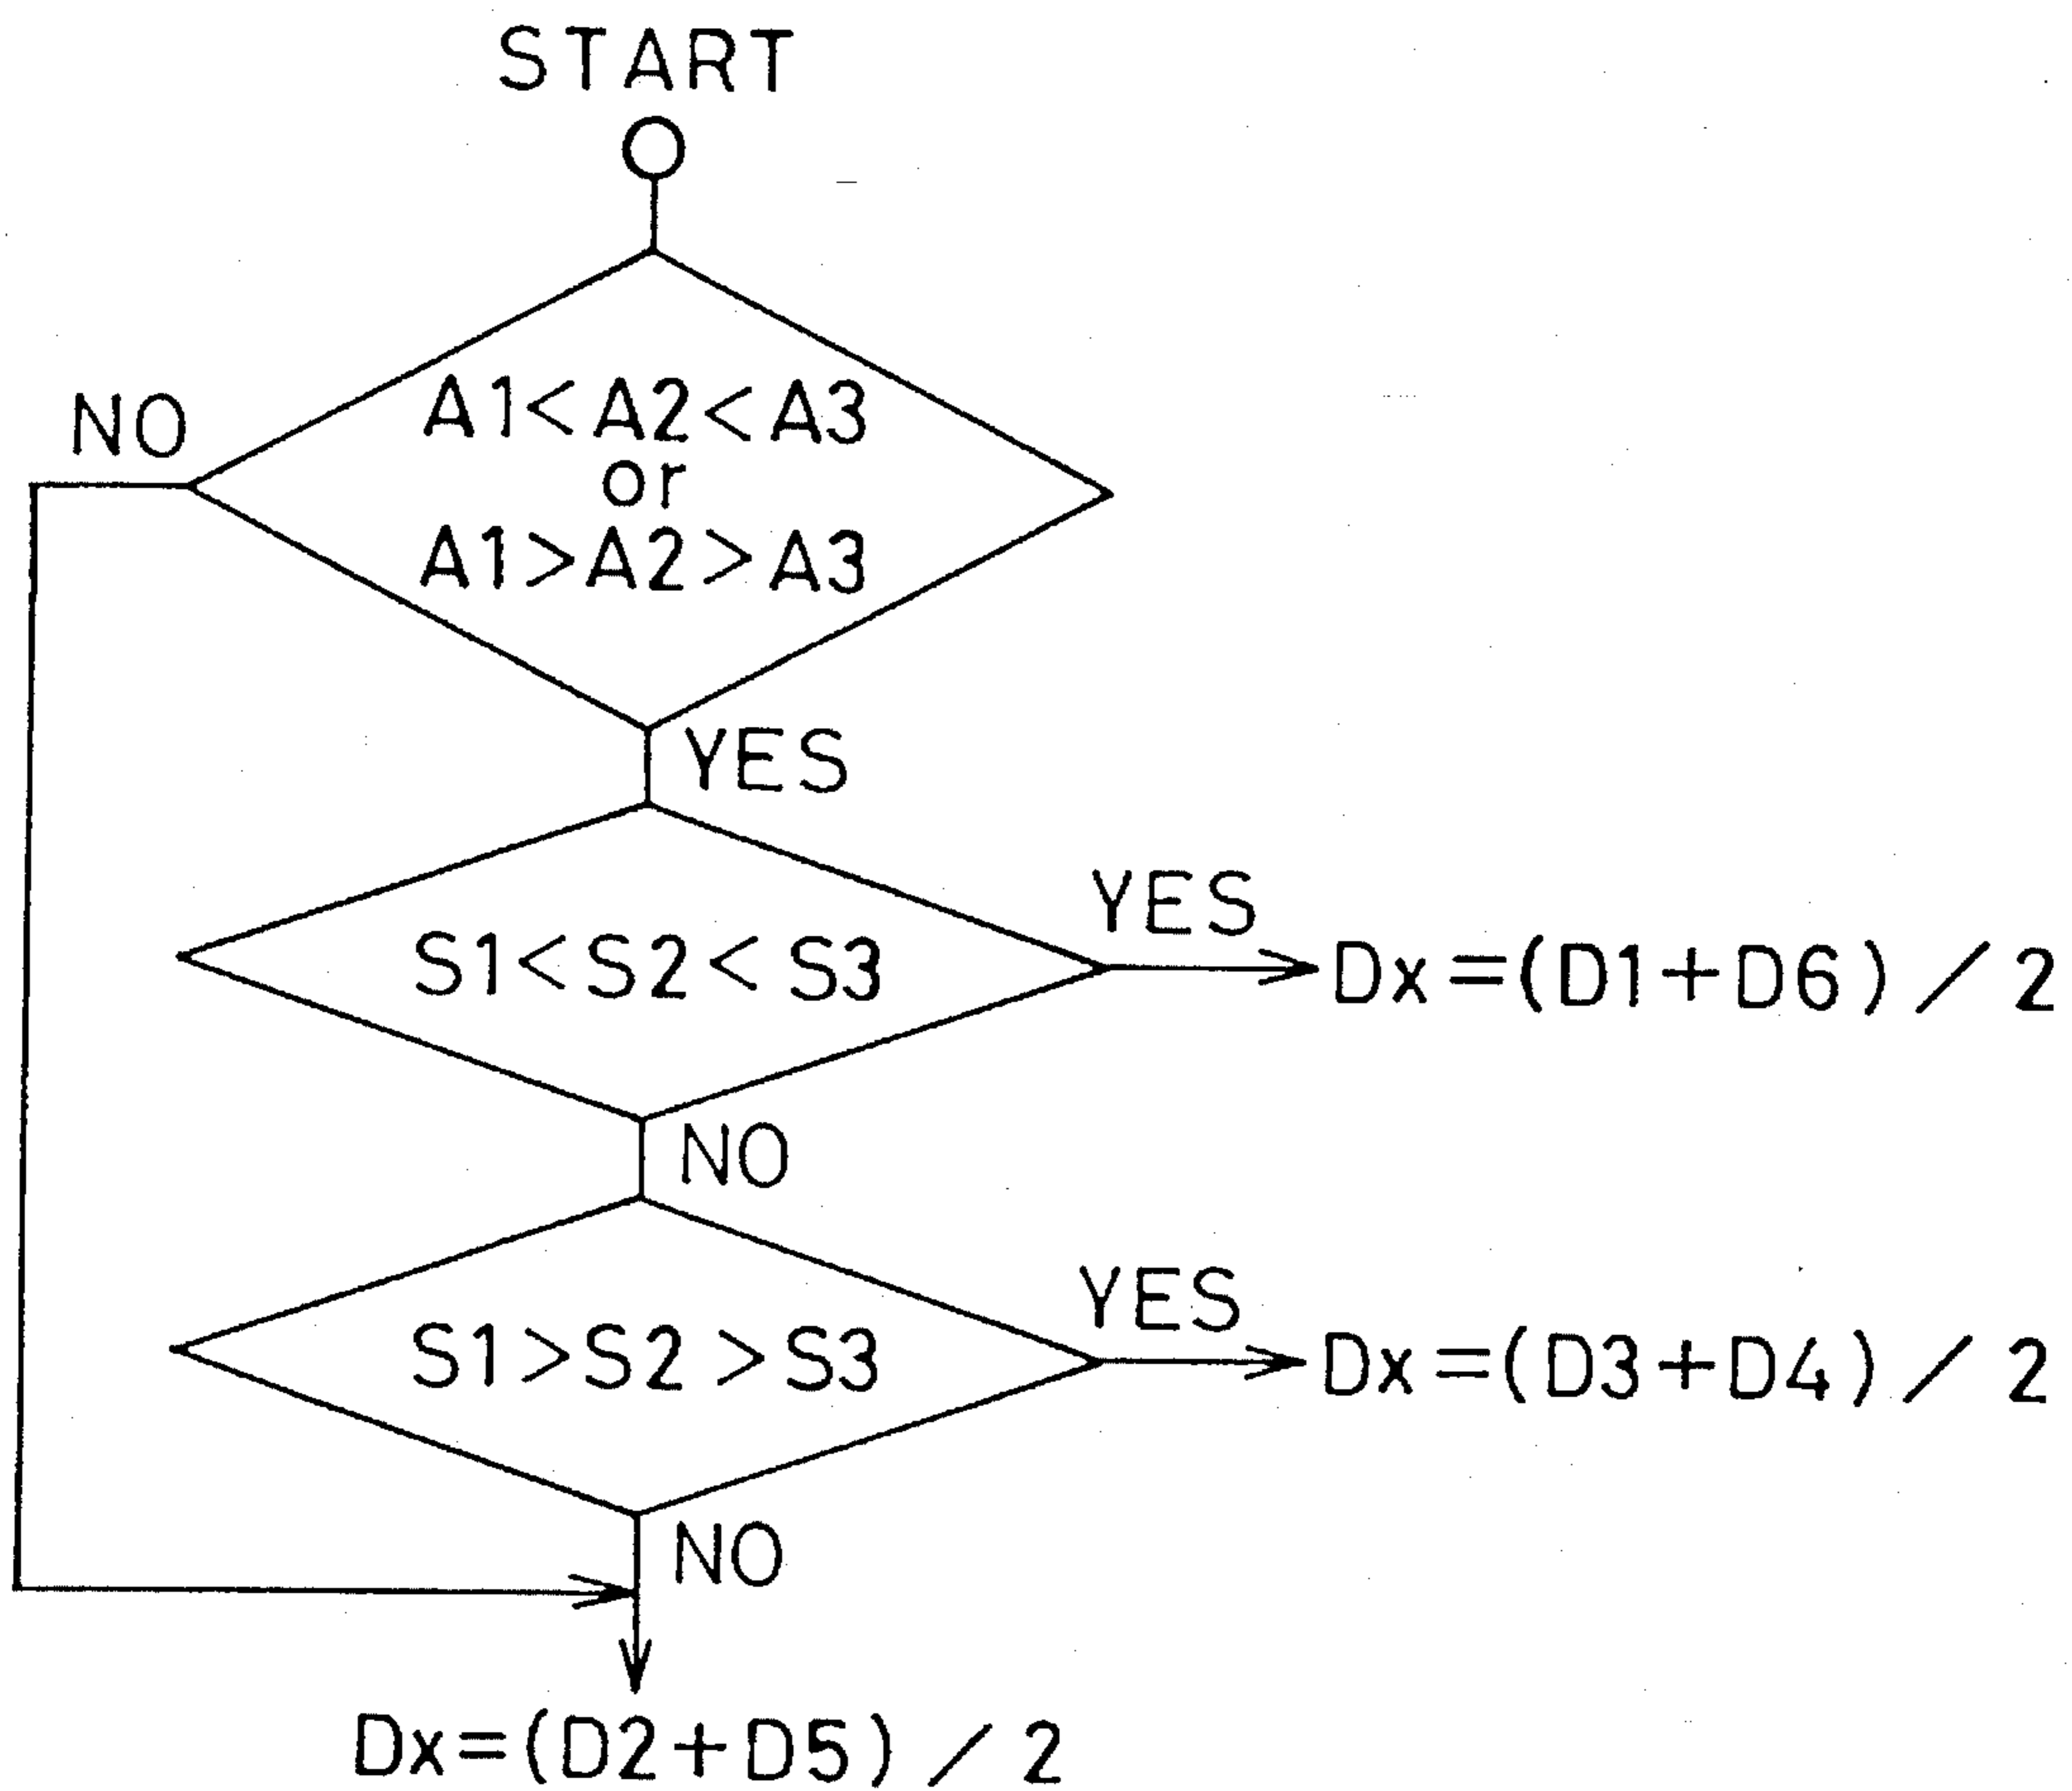 START
A1<A2<A3
NO
or
A1>A2>A3
YES
YES
S1<S2<S3
Dx=(D1+D6)/2
NO
YES
S1>S2>S3
Dx=(D3+D4)/2
NO
Dx=(D2+D5)/2